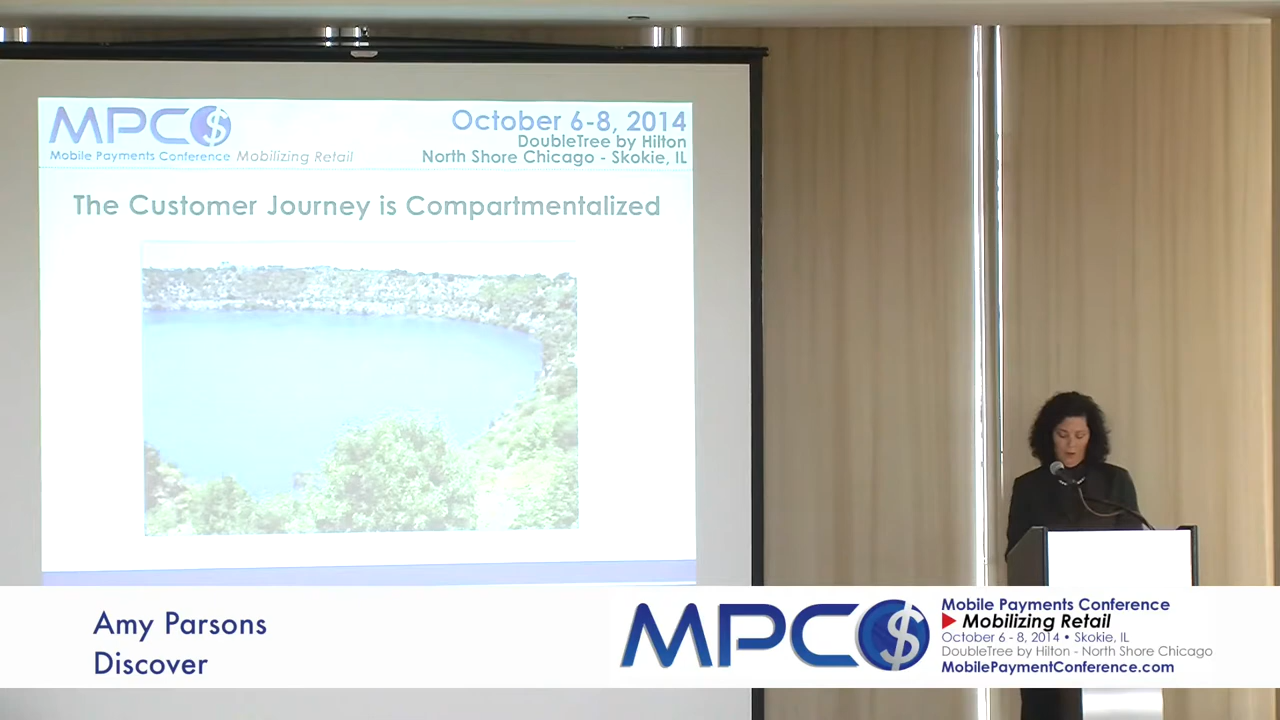 MPC$
Mobile Payments Conference Mobilizing Retail
October 6-8, 2014
DoubleTree by Hilton
North Shore Chicago - Skokie, IL
The Customer Journey is Compartmentalized
Amy Parsons
Discover
MPC$
Mobile Payments Conference
Mobilizing Retail
October 6 - 8, 2014 • Skokie, IL
DoubleTree by Hilton - North Shore Chicago
MobilePaymentConference.com